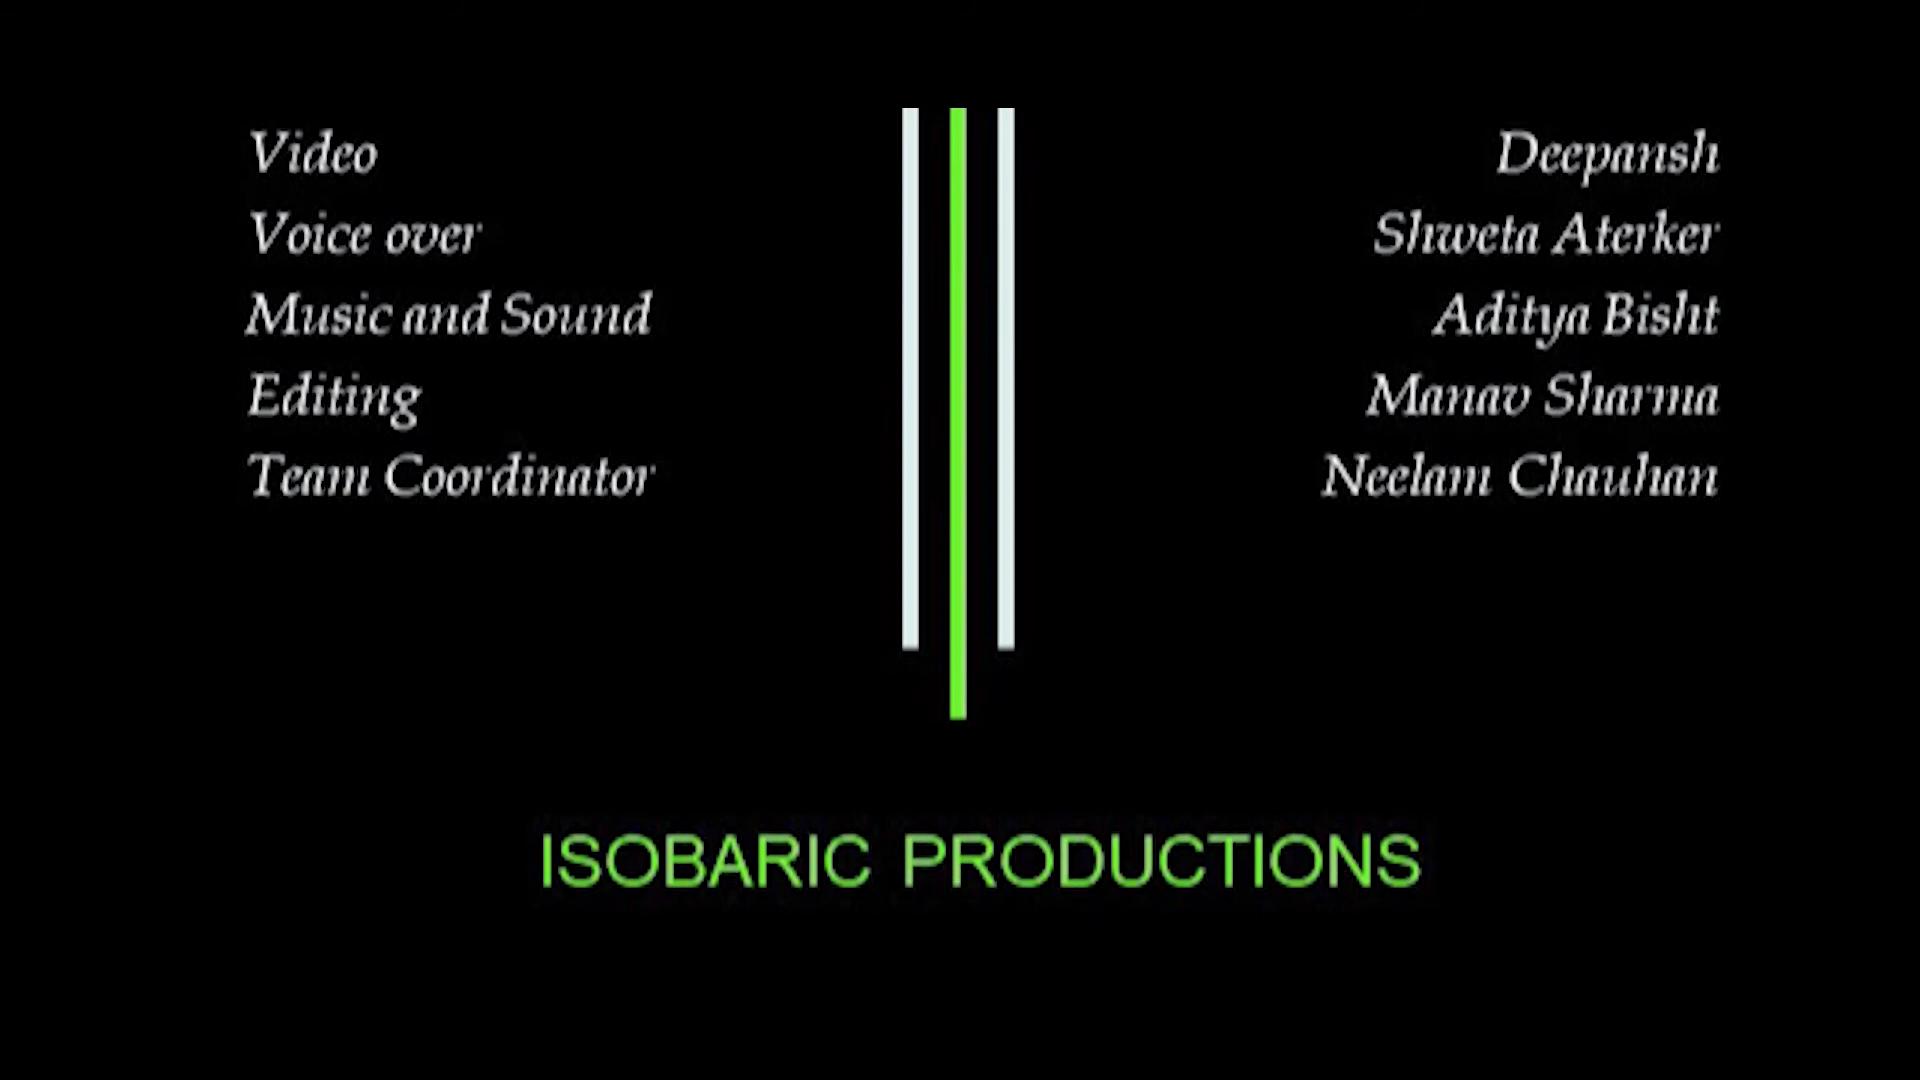 Video Deepansh
Voice over Shweta Aterker
Music and Sound Aditya Bisht
Editing Manav Sharma
Team Coordinator Neelam Chauhan
ISOBARIC PRODUCTIONS